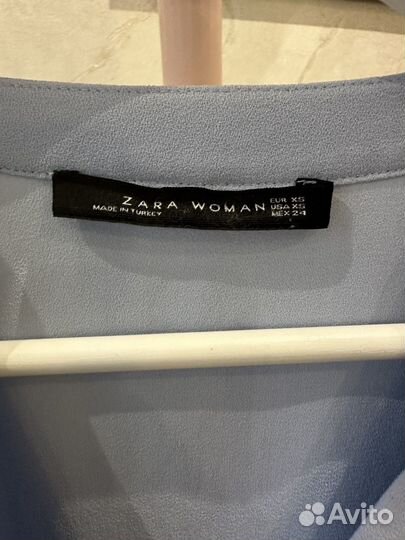 ZARA WOMAN
MADE IN TURKEY
EUR XS
USA XS
MEX 24
Avito